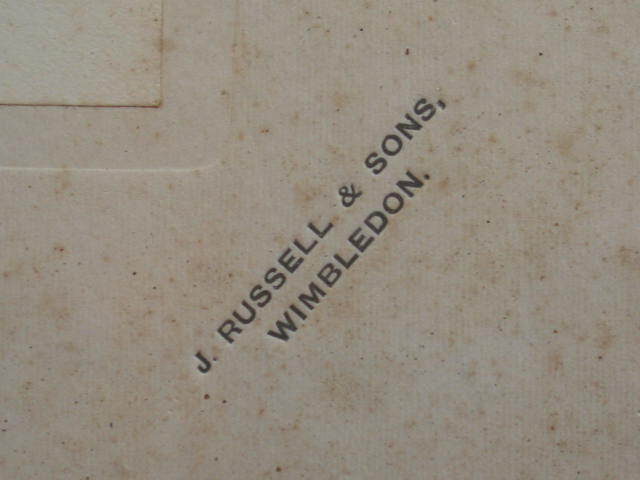 J. RUSSELL & SONS,
WIMBLEDON.